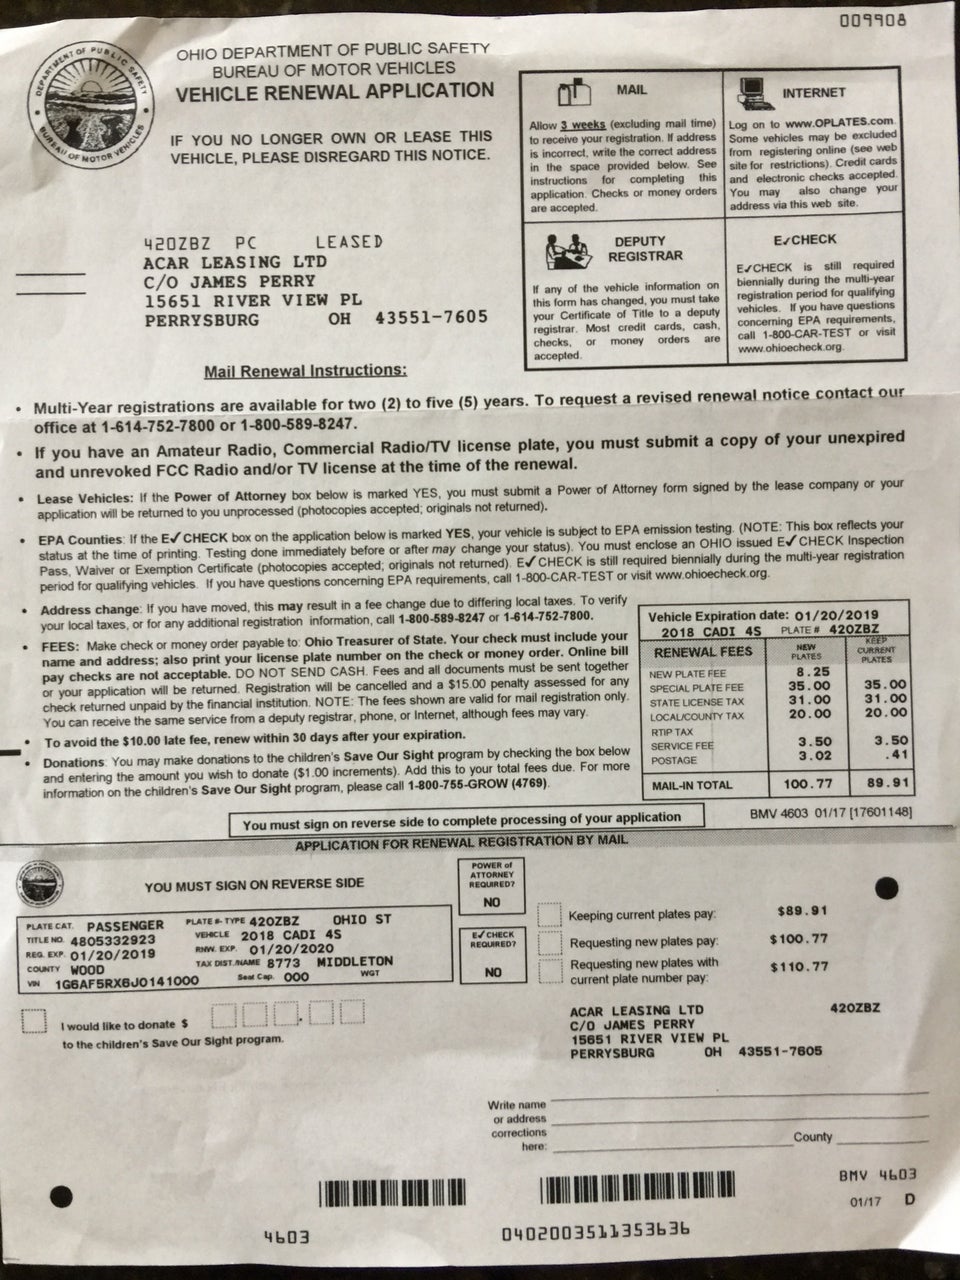 009908
DEPARTMENT OF PUBLIC SAFETY
BUREAU OF MOTOR VEHICLES
OHIO DEPARTMENT OF PUBLIC SAFETY
BUREAU OF MOTOR VEHICLES
VEHICLE RENEWAL APPLICATION
IF YOU NO LONGER OWN OR LEASE THIS
VEHICLE, PLEASE DISREGARD THIS NOTICE.
MAIL
Allow 3 weeks (excluding mail time)
to receive your registration. If address
is incorrect, write the correct address
in the space provided below. See
instructions for completing this
application. Checks or money orders
are accepted.
INTERNET
Log on to www.OPLATES.com.
Some vehicles may be excluded
from registering online (see web
site for restrictions). Credit cards
and electronic checks accepted.
You may also change your
address via this web site.
DEPUTY
REGISTRAR
If any of the vehicle information on
this form has changed, you must take
your Certificate of Title to a deputy
registrar. Most credit cards, cash,
checks, or money orders are
accepted.
E✓CHECK
E✓CHECK is still required
biennially during the multi-year
registration period for qualifying
vehicles. If you have questions
concerning EPA requirements,
call 1-800-CAR-TEST or visit
www.ohioecheck.org.
420ZBZ PC LEASED
ACAR LEASING LTD
C/O JAMES PERRY
15651 RIVER VIEW PL
PERRYSBURG OH 43551-7605
Mail Renewal Instructions:
• Multi-Year registrations are available for two (2) to five (5) years. To request a revised renewal notice contact our
office at 1-614-752-7800 or 1-800-589-8247.
• If you have an Amateur Radio, Commercial Radio/TV license plate, you must submit a copy of your unexpired
and unrevoked FCC Radio and/or TV license at the time of the renewal.
• Lease Vehicles: If the Power of Attorney box below is marked YES, you must submit a Power of Attorney form signed by the lease company or your
application will be returned to you unprocessed (photocopies accepted; originals not returned).
• EPA Counties: If the E✓CHECK box on the application below is marked YES, your vehicle is subject to EPA emission testing. (NOTE: This box reflects your
status at the time of printing. Testing done immediately before or after may change your status). You must enclose an OHIO issued E✓CHECK Inspection
Pass, Waiver or Exemption Certificate (photocopies accepted; originals not returned). E✓CHECK is still required biennially during the multi-year registration
period for qualifying vehicles. If you have questions concerning EPA requirements, call 1-800-CAR-TEST or visit www.ohioecheck.org.
• Address change: If you have moved, this may result in a fee change due to differing local taxes. To verify
your local taxes, or for any additional registration information, call 1-800-589-8247 or 1-614-752-7800.
• FEES: Make check or money order payable to: Ohio Treasurer of State. Your check must include your
name and address; also print your license plate number on the check or money order. Online bill
pay checks are not acceptable. DO NOT SEND CASH. Fees and all documents must be sent together
or your application will be returned. Registration will be cancelled and a $15.00 penalty assessed for any
check returned unpaid by the financial institution. NOTE: The fees shown are valid for mail registration only.
You can receive the same service from a deputy registrar, phone, or Internet, although fees may vary.
• To avoid the $10.00 late fee, renew within 30 days after your expiration.
• Donations: You may make donations to the children's Save Our Sight program by checking the box below
and entering the amount you wish to donate ($1.00 increments). Add this to your total fees due. For more
information on the children's Save Our Sight program, please call 1-800-755-GROW (4769).
Vehicle Expiration date: 01/20/2019
2018 CADI 4S PLATE # 420ZBZ
RENEWAL FEES NEW PLATES KEEP CURRENT PLATES
NEW PLATE FEE 8.25
SPECIAL PLATE FEE 35.00 35.00
STATE LICENSE TAX 31.00 31.00
LOCAL/COUNTY TAX 20.00 20.00
RTIP TAX
SERVICE FEE 3.50 3.50
POSTAGE 3.02 .41
MAIL-IN TOTAL 100.77 89.91
You must sign on reverse side to complete processing of your application
BMV 4603 01/17 [17601148]
APPLICATION FOR RENEWAL REGISTRATION BY MAIL
YOU MUST SIGN ON REVERSE SIDE
POWER of
ATTORNEY
REQUIRED?
NO
E✓CHECK
REQUIRED?
NO
PLATE CAT. PASSENGER PLATE #- TYPE 420ZBZ OHIO ST
TITLE NO. 4805332923 VEHICLE 2018 CADI 4S
REG. EXP. 01/20/2019 RNW. EXP. 01/20/2020
COUNTY WOOD TAX DIST./NAME 8773 MIDDLETON
VIN 1G6AF5RX6J0141000 Seat Cap. 000 WGT
Keeping current plates pay: $89.91
Requesting new plates pay: $100.77
Requesting new plates with
current plate number pay: $110.77
I would like to donate $ .
to the children's Save Our Sight program.
ACAR LEASING LTD 420ZBZ
C/O JAMES PERRY
15651 RIVER VIEW PL
PERRYSBURG OH 43551-7605
Write name
or address
corrections
here:
County
BMV 4603
01/17 D
4603
0402003511353636